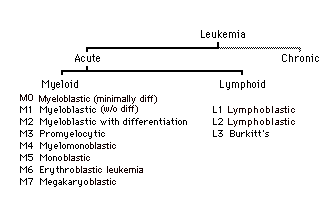 Leukemia
Acute Chronic
Myeloid Lymphoid
M0 Myeloblastic (minimally diff)
M1 Myeloblastic (w/o diff) L1 Lymphoblastic
M2 Myeloblastic with differentiation L2 Lymphoblastic
M3 Promyelocytic L3 Burkitt's
M4 Myelomonoblastic
M5 Monoblastic
M6 Erythroblastic leukemia
M7 Megakaryoblastic